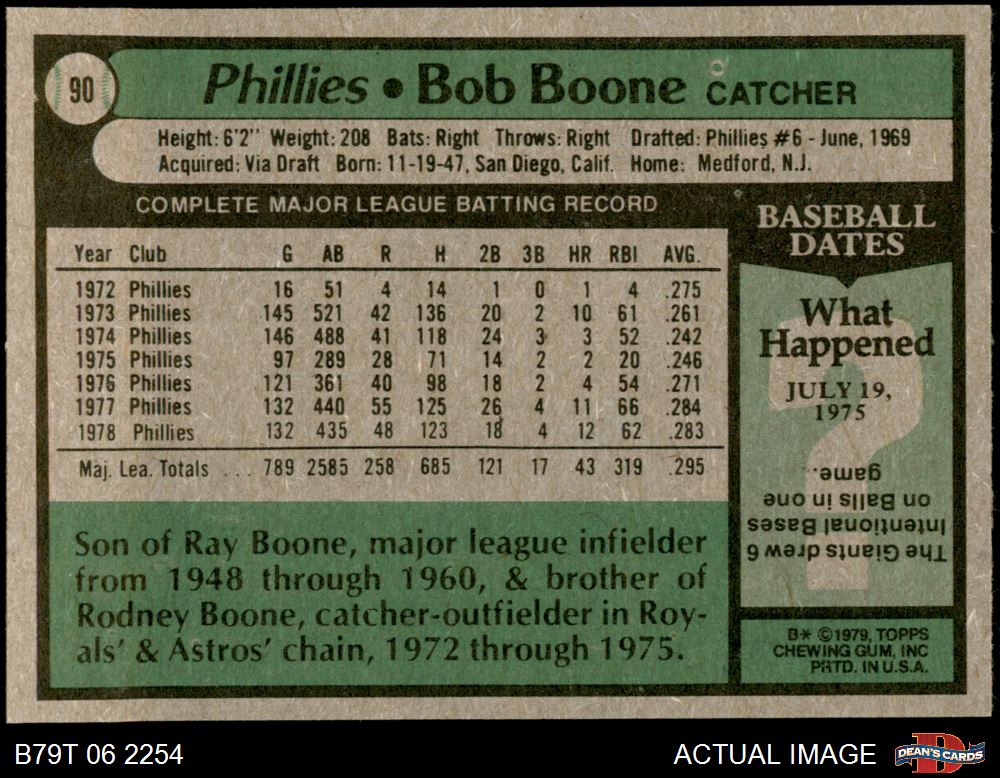 90
Phillies • Bob Boone CATCHER
Height: 6'2" Weight: 208 Bats: Right Throws: Right Drafted: Phillies #6 - June, 1969
Acquired: Via Draft Born: 11-19-47, San Diego, Calif. Home: Medford, N.J.
COMPLETE MAJOR LEAGUE BATTING RECORD
Year Club G AB R H 2B 3B HR RBI AVG.
1972 Phillies 16 51 4 14 1 0 1 4 .275
1973 Phillies 145 521 42 136 20 2 10 61 .261
1974 Phillies 146 488 41 118 24 3 3 52 .242
1975 Phillies 97 289 28 71 14 2 2 20 .246
1976 Phillies 121 361 40 98 18 2 4 54 .271
1977 Phillies 132 440 55 125 26 4 11 66 .284
1978 Phillies 132 435 48 123 18 4 12 62 .283
Maj. Lea. Totals ... 789 2585 258 685 121 17 43 319 .295
Son of Ray Boone, major league infielder
from 1948 through 1960, & brother of
Rodney Boone, catcher-outfielder in Roy-
als' & Astros' chain, 1972 through 1975.
BASEBALL
DATES
What
Happened
JULY 19,
1975
The Giants drew 6
Intentional Bases
on Balls in one
game...
B* ©1979, TOPPS
CHEWING GUM, INC
PRTD. IN U.S.A.
B79T 06 2254
ACTUAL IMAGE
DEAN'S CARDS